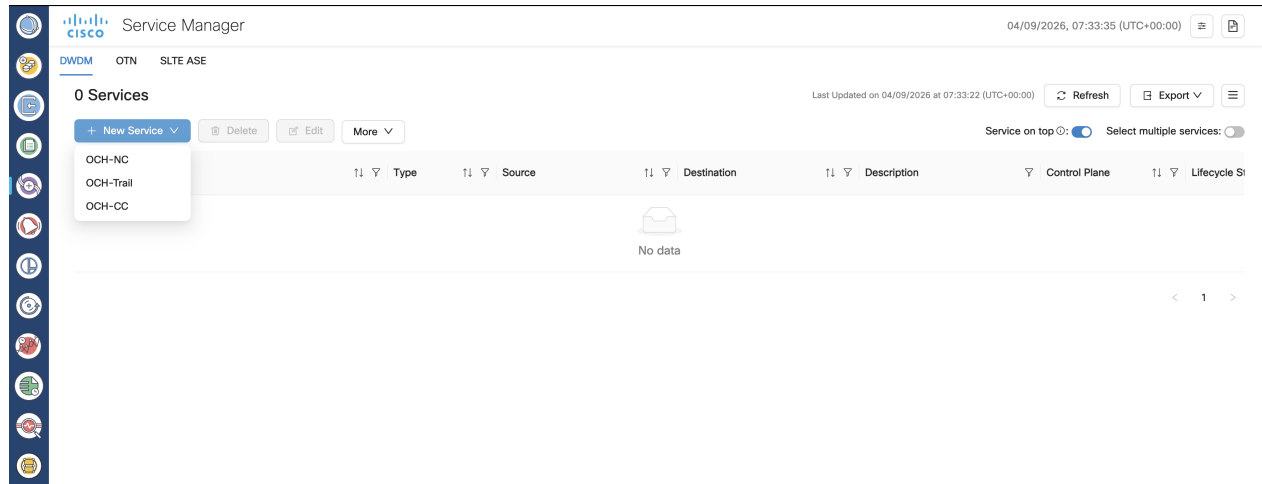 CISCO Service Manager 04/09/2026, 07:33:35 (UTC+00:00)
DWDM OTN SLTE ASE
0 Services Last Updated on 04/09/2026 at 07:33:22 (UTC+00:00) Refresh Export
+ New Service Delete Edit More Service on top Select multiple services:
OCH-NC
OCH-Trail
OCH-CC
Type Source Destination Description Control Plane Lifecycle St
No data
< 1 >